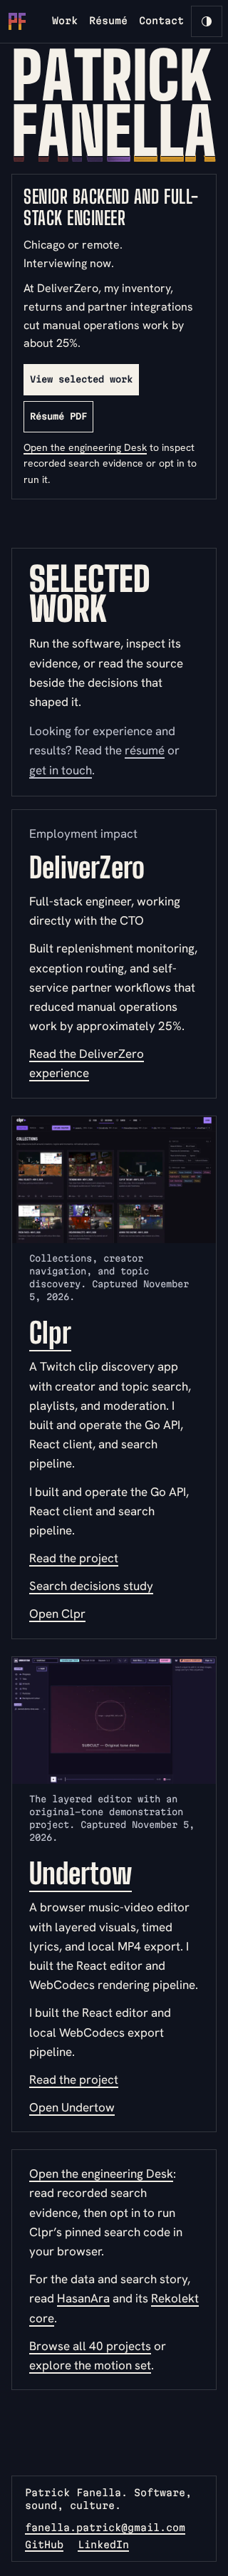 PF
Work Résumé Contact
PATRICK
FANELLA
SENIOR BACKEND AND FULL-
STACK ENGINEER
Chicago or remote.
Interviewing now.
At DeliverZero, my inventory,
returns and partner integrations
cut manual operations work by
about 25%.
View selected work
Résumé PDF
Open the engineering Desk to inspect
recorded search evidence or opt in to
run it.
SELECTED
WORK
Run the software, inspect its
evidence, or read the source
beside the decisions that
shaped it.
Looking for experience and
results? Read the résumé or
get in touch.
Employment impact
DeliverZero
Full-stack engineer, working
directly with the CTO
Built replenishment monitoring,
exception routing, and self-
service partner workflows that
reduced manual operations
work by approximately 25%.
Read the DeliverZero
experience
clpr
COLLECTIONS
Collections, creator
navigation, and topic
discovery. Captured November
5, 2026.
Clpr
A Twitch clip discovery app
with creator and topic search,
playlists, and moderation. I
built and operate the Go API,
React client, and search
pipeline.
I built and operate the Go API,
React client and search
pipeline.
Read the project
Search decisions study
Open Clpr
The layered editor with an
original-tone demonstration
project. Captured November 5,
2026.
Undertow
A browser music-video editor
with layered visuals, timed
lyrics, and local MP4 export. I
built the React editor and
WebCodecs rendering pipeline.
I built the React editor and
local WebCodecs export
pipeline.
Read the project
Open Undertow
Open the engineering Desk:
read recorded search
evidence, then opt in to run
Clpr's pinned search code in
your browser.
For the data and search story,
read HasanAra and its Rekolekt
core.
Browse all 40 projects or
explore the motion set.
Patrick Fanella. Software,
sound, culture.
fanella.patrick@gmail.com
GitHub LinkedIn